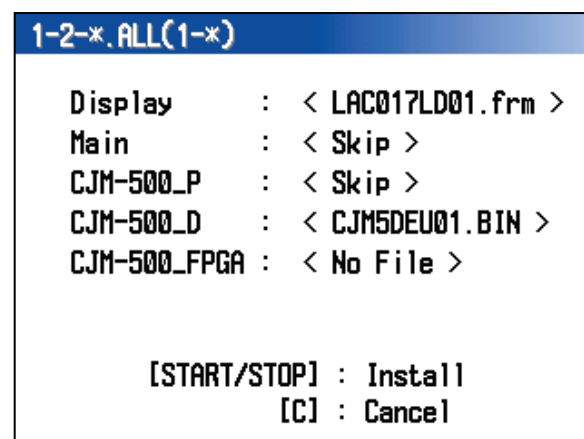 1-2-*.ALL(1-*)
Display : < LAC017LD01.frm >
Main : < Skip >
CJM-500_P : < Skip >
CJM-500_D : < CJM5DEU01.BIN >
CJM-500_FPGA : < No File >
[START/STOP] : Install
[C] : Cancel